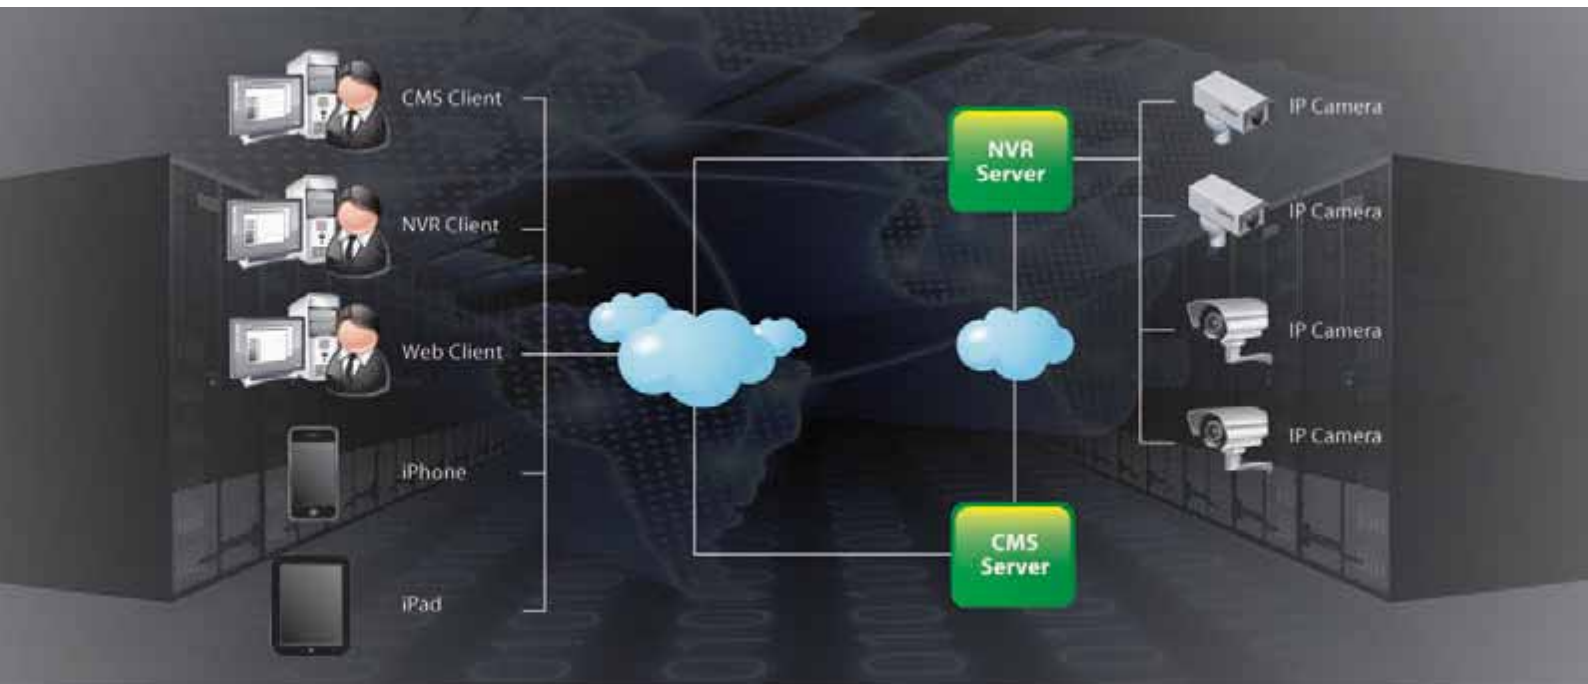 CMS Client
NVR Client
Web Client
iPhone
iPad
NVR
Server
CMS
Server
IP Camera
IP Camera
IP Camera
IP Camera